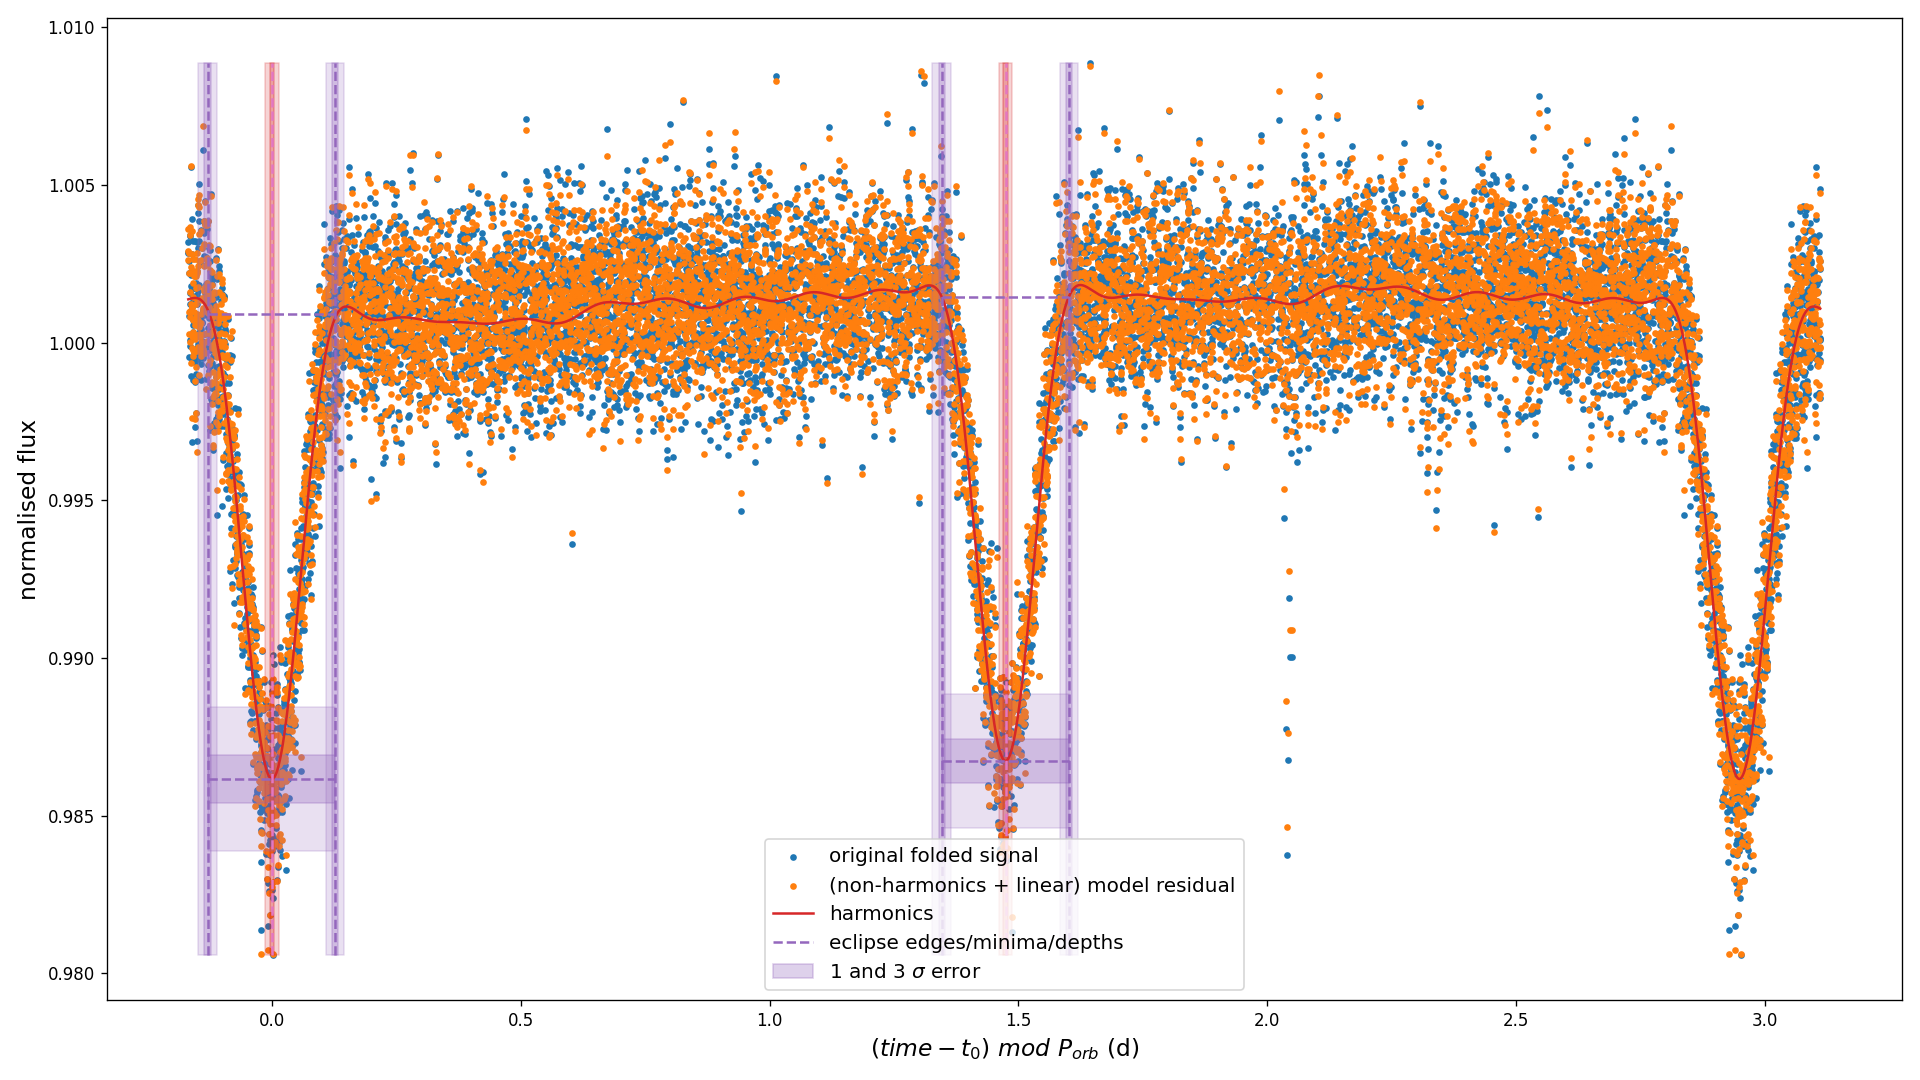 1.010
1.005
1.000
0.995
0.990
0.985
0.980
normalised flux
original folded signal
(non-harmonics + linear) model residual
harmonics
eclipse edges/minima/depths
1 and 3 σ error
0.0 0.5 1.0 1.5 2.0 2.5 3.0
(time − t₀) mod Pₒᵣb (d)